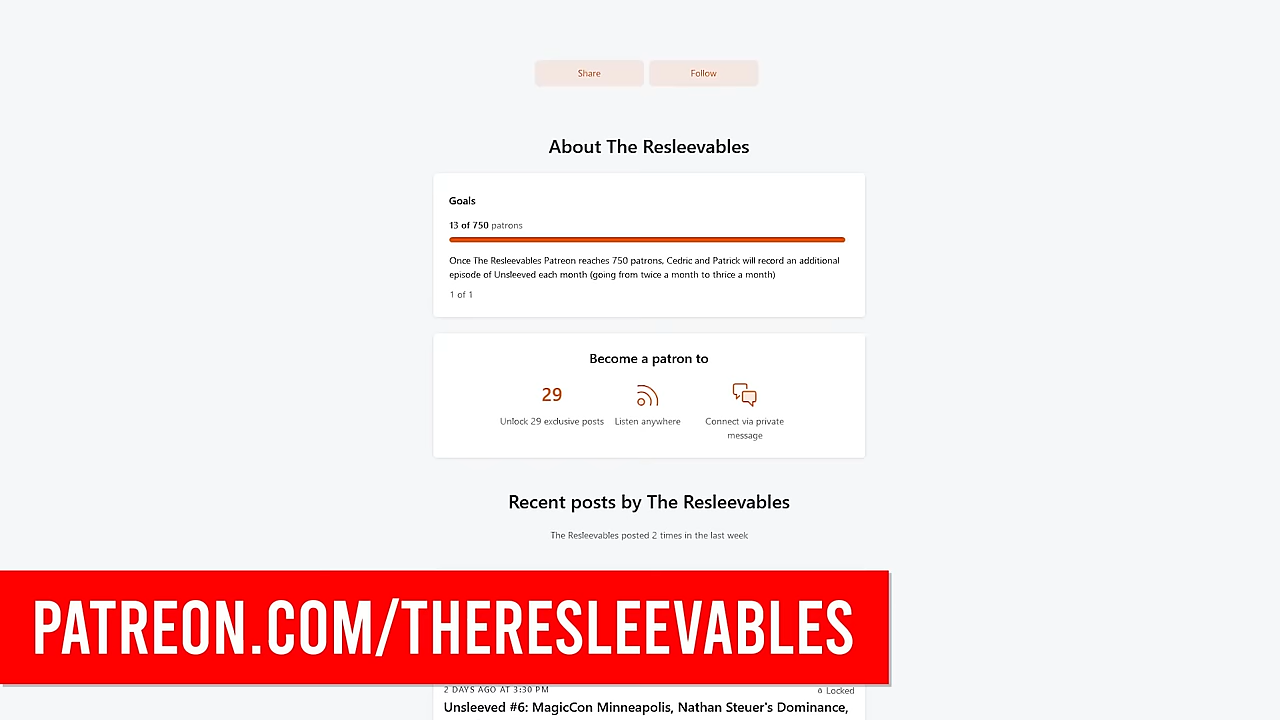 Share
Follow
About The Resleevables
Goals
13 of 750 patrons
Once The Resleevables Patreon reaches 750 patrons, Cedric and Patrick will record an additional
episode of Unsleeved each month (going from twice a month to thrice a month)
1 of 1
Become a patron to
29
Unlock 29 exclusive posts
Listen anywhere
Connect via private
message
Recent posts by The Resleevables
The Resleevables posted 2 times in the last week
PATREON.COM/THERESLEEVABLES
2 DAYS AGO AT 3:30 PM
Locked
Unsleeved #6: MagicCon Minneapolis, Nathan Steuer's Dominance,